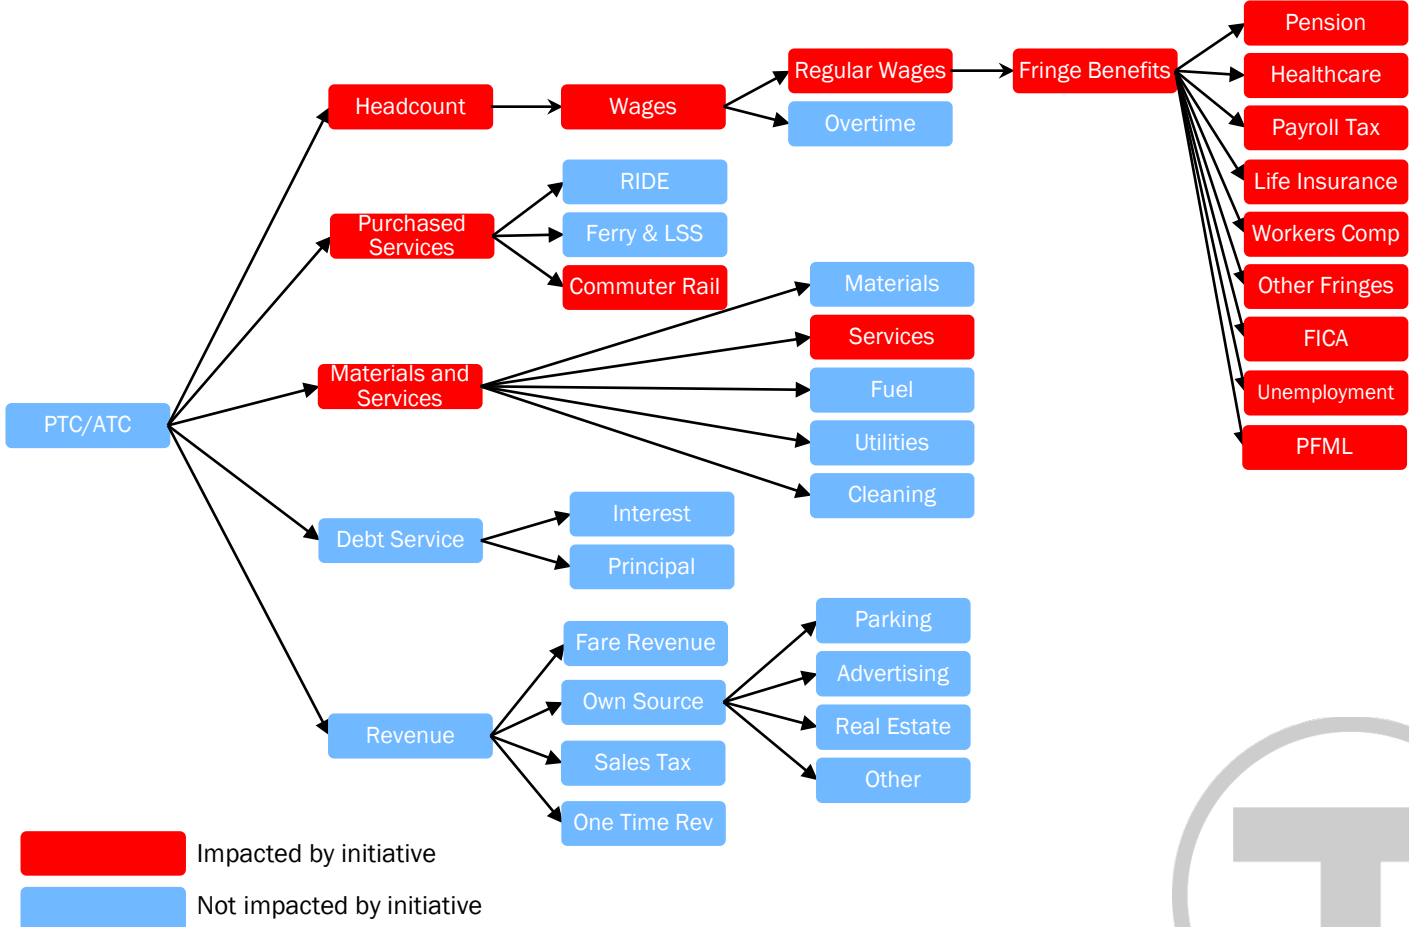 Pension
Regular Wages
Fringe Benefits
Healthcare
Headcount
Wages
Overtime
Payroll Tax
RIDE
Life Insurance
Purchased
Services
Ferry & LSS
Workers Comp
Commuter Rail
Materials
Other Fringes
Services
FICA
Materials and
Services
Fuel
Unemployment
PTC/ATC
Utilities
PFML
Cleaning
Interest
Debt Service
Principal
Parking
Fare Revenue
Advertising
Own Source
Revenue
Real Estate
Sales Tax
Other
One Time Rev
Impacted by initiative
Not impacted by initiative
T